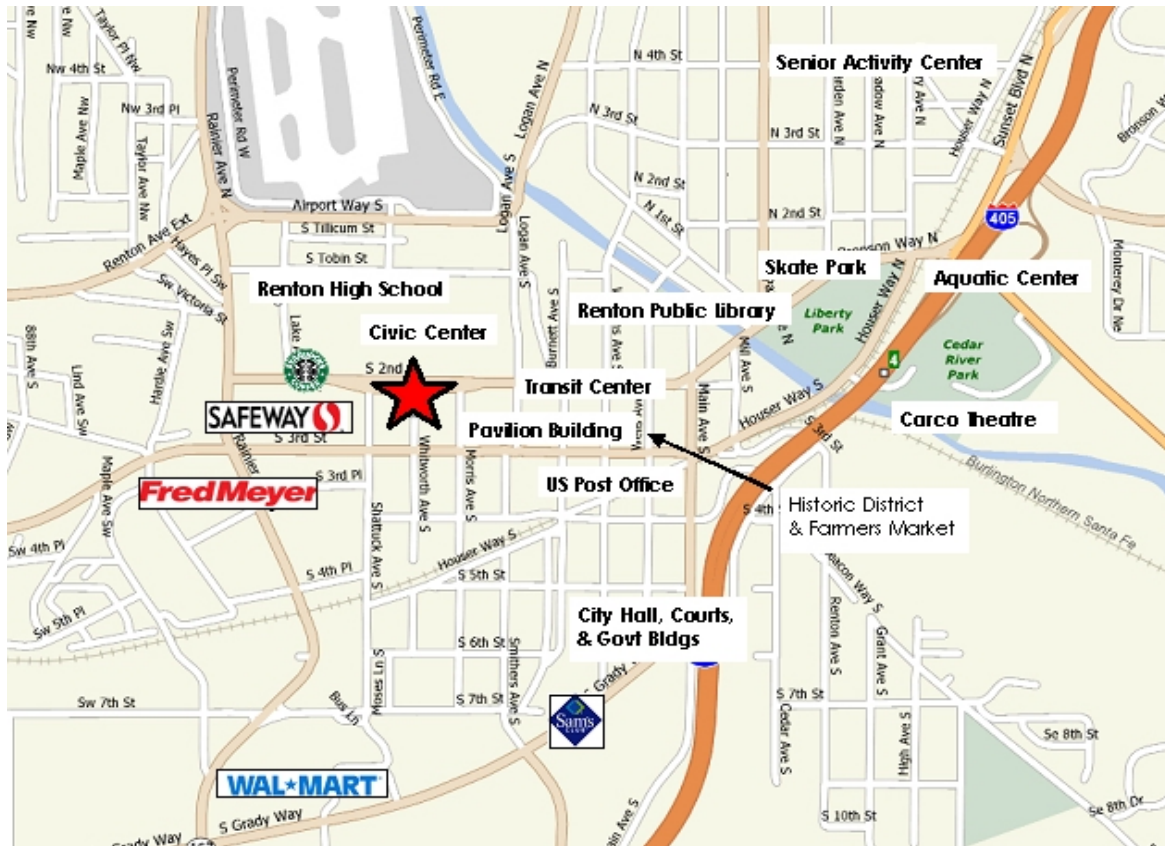 Taylor Pl Nw
Nw 4th St
Nw 3rd Pl
Maple Ave Nw
Taylor Ave Nw
Perimeter Rd W
Rainier Ave N
Perimeter Rd E
Logan Ave N
N 4th St
Senior Activity Center
N 3rd St
N 3rd St
Houser Way N
Sunset Blvd N
N 2nd St
N 1st St
N 2nd St
405
Airport Way S
S Tillicum St
S Tobin St
Logan Ave S
Logan Ave S
Renton Ave Ext
Hayes Pl Sw
Sw Victoria St
Bronson Way N
Skate Park
Aquatic Center
Monterey Dr Ne
Renton High School
Renton Public Library
Liberty
Park
Houser Way N
Civic Center
Cedar
River
Park
4
88th Ave S
Lind Ave Sw
Hardie Ave Sw
S 2nd
Transit Center
Mill Ave S
Main Ave S
Houser Way S
SAFEWAY
S 3rd St
Pavilion Building
S 3rd St
Carco Theatre
Burlington Northern Santa Fe
Rainier
S 3rd Pl
FredMeyer
Maple Ave Sw
Whitworth Ave S
Morris Ave S
US Post Office
S 4th
Historic District
& Farmers Market
Shattuck Ave S
Houser Way S
Sw 4th Pl
S 4th Pl
S 5th St
Sw 5th Pl
City Hall, Courts,
& Govt Bldgs
Renton Ave S
Grant Ave S
S 6th St
Smithers Ave S
Moses Ln S
Sw 7th St
Bus Ln
S 7th St
Sam's
CLUB
S 7th St
Cedar Ave S
High Ave S
Se 8th St
WAL★MART
S Grady Way
Grady Way
S 10th St
Se 8th Dr